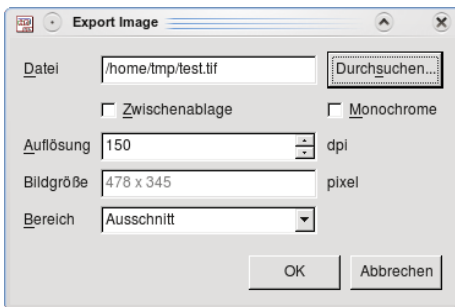 Export Image
Datei /home/tmp/test.tif Durchsuchen...
Zwischenablage Monochrome
Auflösung 150 dpi
Bildgröße 478 x 345 pixel
Bereich Ausschnitt
OK Abbrechen